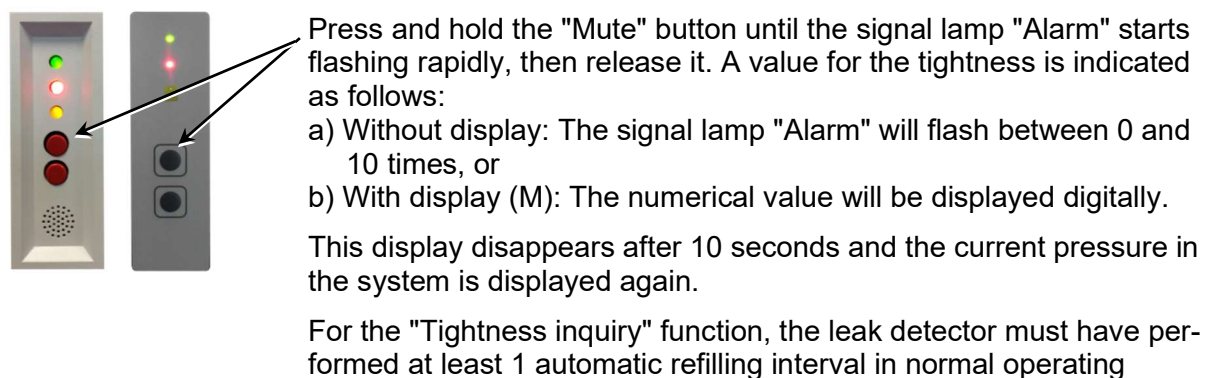 Press and hold the "Mute" button until the signal lamp "Alarm" starts
flashing rapidly, then release it. A value for the tightness is indicated
as follows:
a) Without display: The signal lamp "Alarm" will flash between 0 and
10 times, or
b) With display (M): The numerical value will be displayed digitally.
This display disappears after 10 seconds and the current pressure in
the system is displayed again.
For the "Tightness inquiry" function, the leak detector must have per-
formed at least 1 automatic refilling interval in normal operating